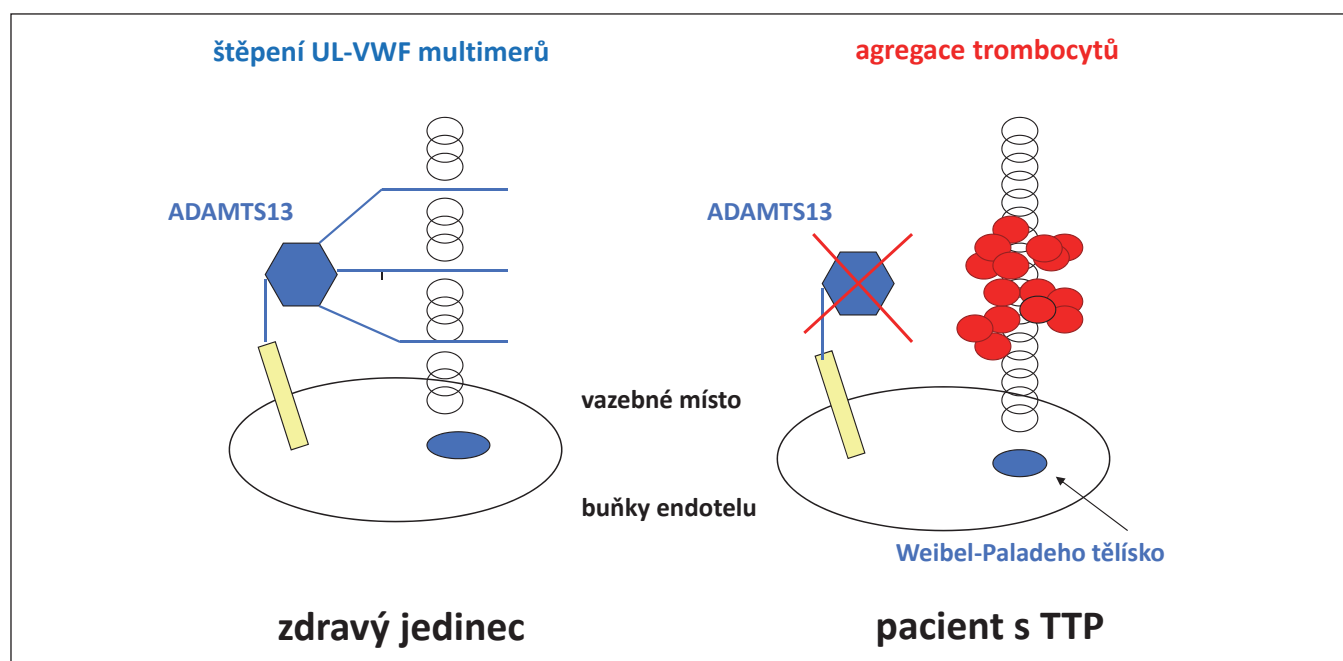 štěpení UL-VWF multimerů
agregace trombocytů
ADAMTS13
ADAMTS13
vazebné místo
buňky endotelu
Weibel-Paladeho tělísko
zdravý jedinec
pacient s TTP